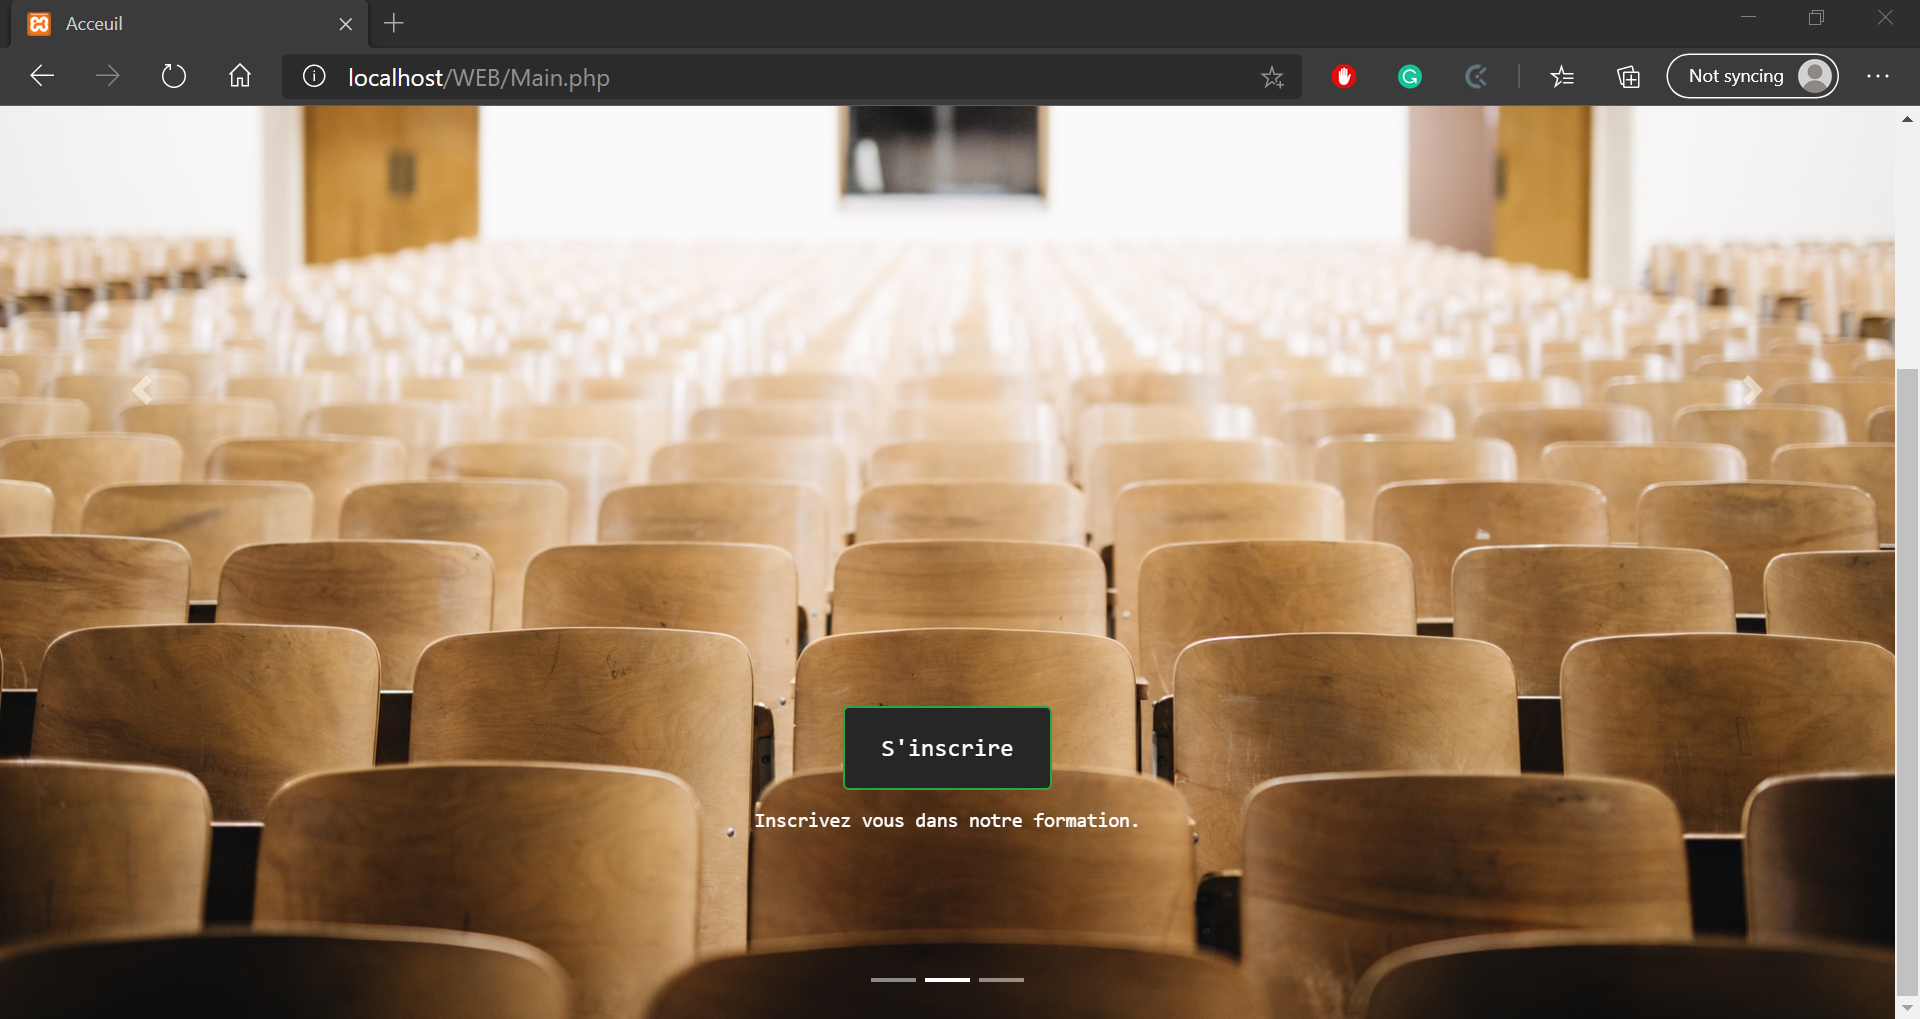 Acceuil
localhost/WEB/Main.php
Not syncing
S'inscrire
Inscrivez vous dans notre formation.